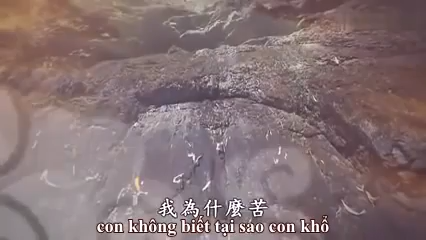 我為什麼苦
con không biết tại sao con khổ